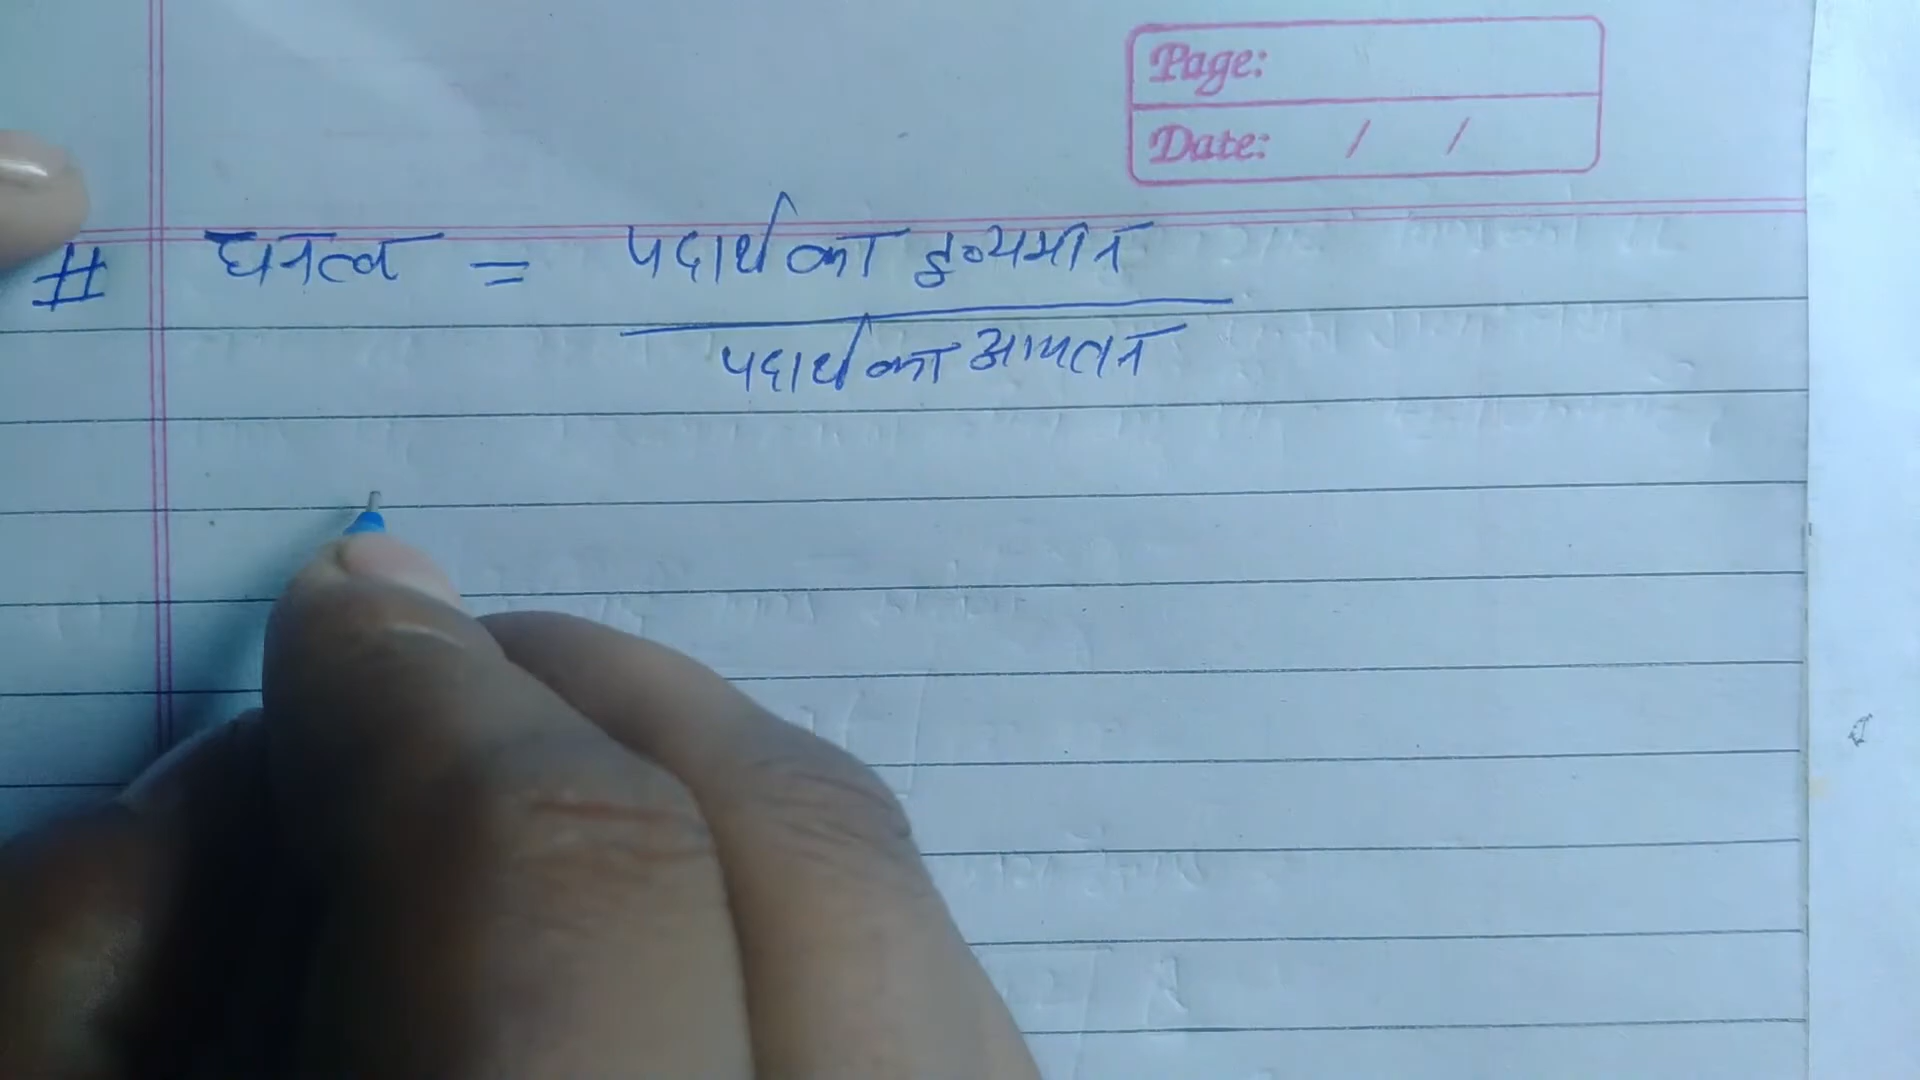 Page:
Date: / /
# घनत्व = पदार्थ का द्रव्यमान
पदार्थ का आयतन